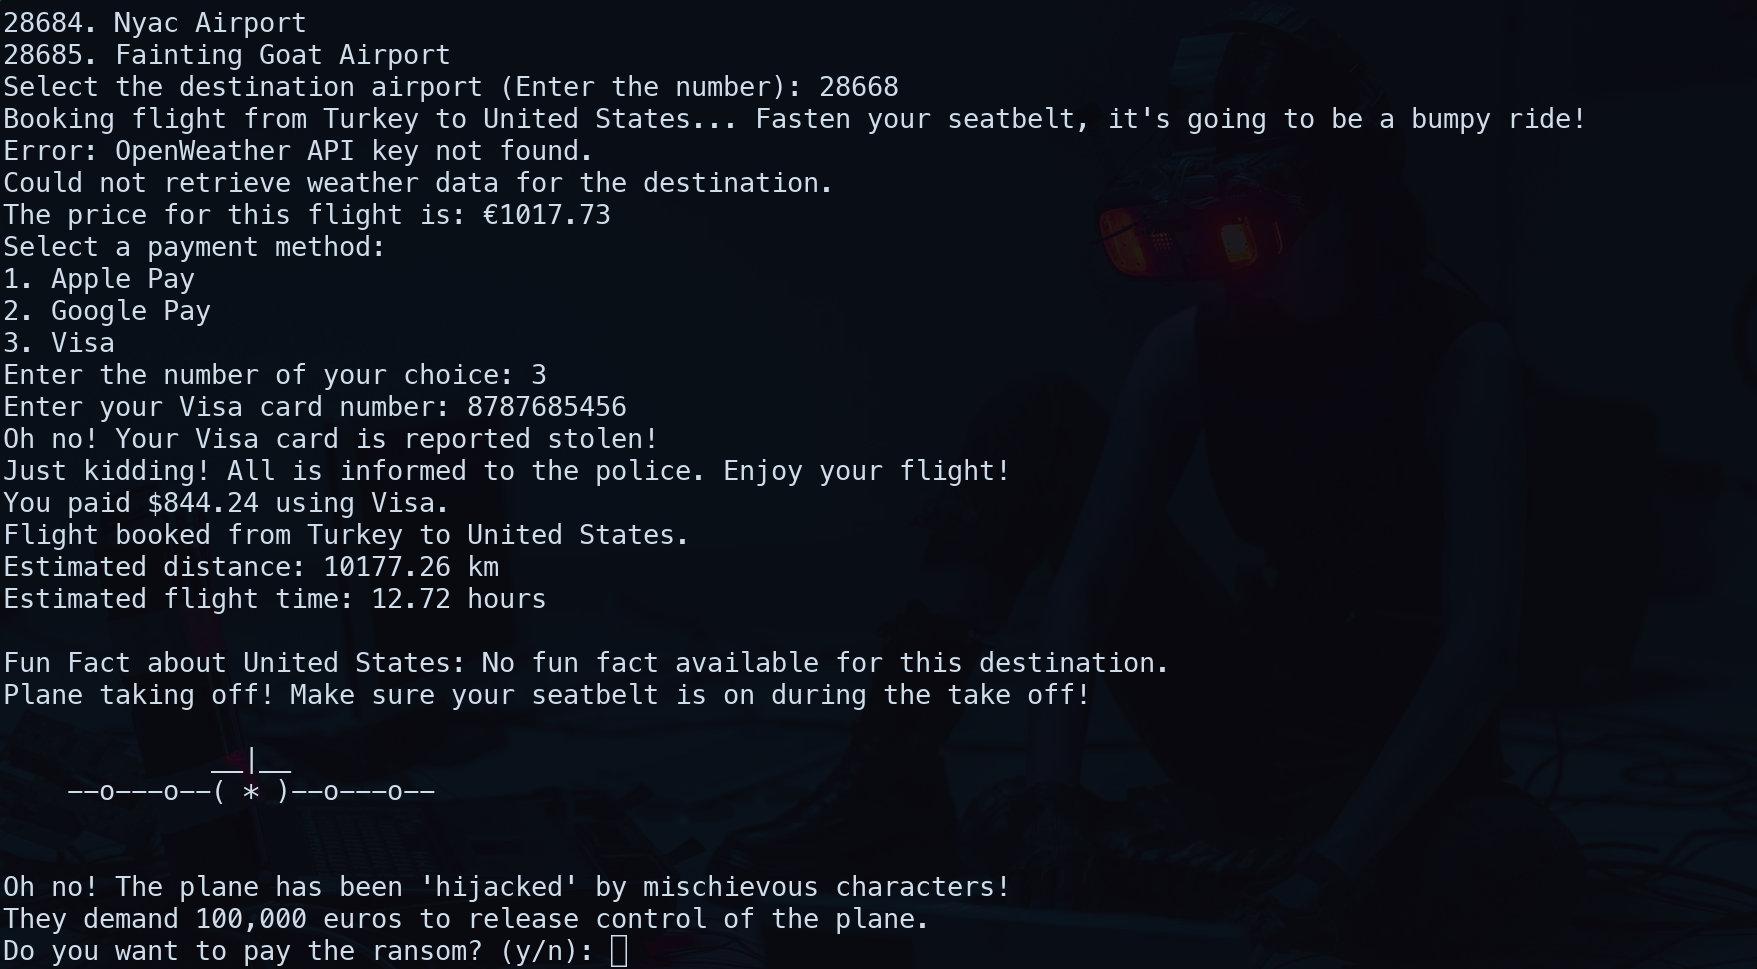 28684. Nyac Airport
28685. Fainting Goat Airport
Select the destination airport (Enter the number): 28668
Booking flight from Turkey to United States... Fasten your seatbelt, it's going to be a bumpy ride!
Error: OpenWeather API key not found.
Could not retrieve weather data for the destination.
The price for this flight is: €1017.73
Select a payment method:
1. Apple Pay
2. Google Pay
3. Visa
Enter the number of your choice: 3
Enter your Visa card number: 8787685456
Oh no! Your Visa card is reported stolen!
Just kidding! All is informed to the police. Enjoy your flight!
You paid $844.24 using Visa.
Flight booked from Turkey to United States.
Estimated distance: 10177.26 km
Estimated flight time: 12.72 hours

Fun Fact about United States: No fun fact available for this destination.
Plane taking off! Make sure your seatbelt is on during the take off!

             __|__
    --o---o--( * )--o---o--

Oh no! The plane has been 'hijacked' by mischievous characters!
They demand 100,000 euros to release control of the plane.
Do you want to pay the ransom? (y/n):